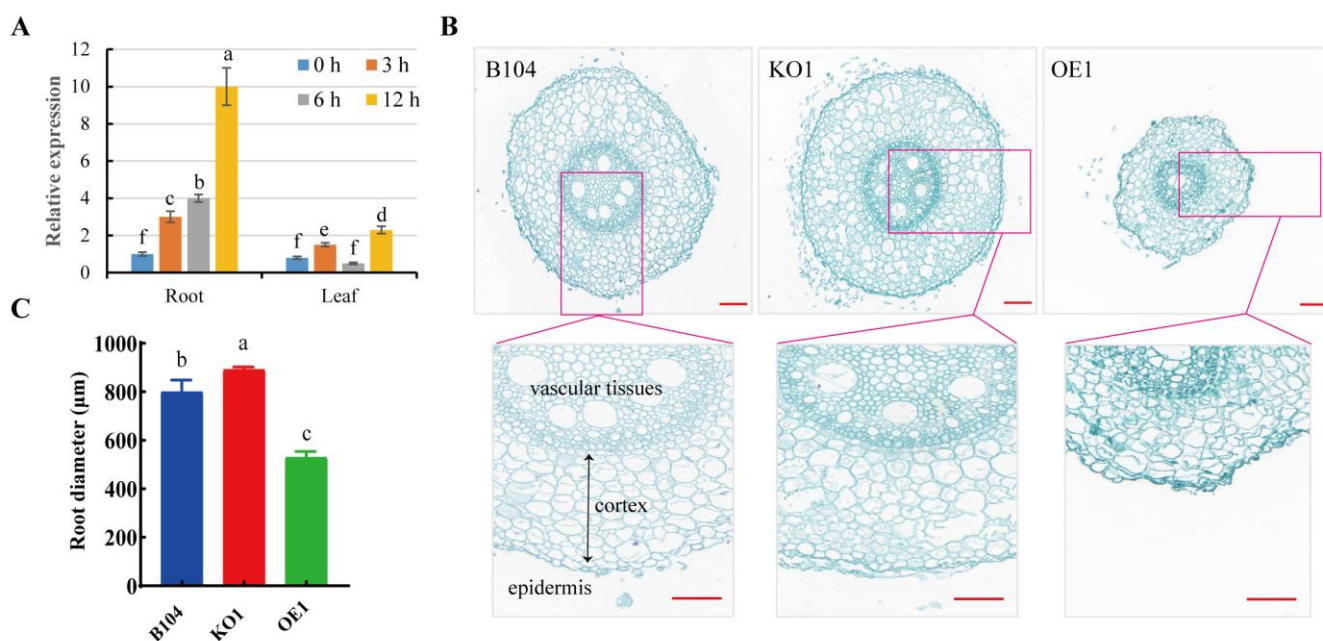 A
Relative expression
12
10
8
6
4
2
0
0 h 3 h
6 h 12 h
f c b a f e f d
Root Leaf
B
B104 KO1 OE1
vascular tissues
cortex
epidermis
C
Root diameter (µm)
1000
800
600
400
200
0
b a c
B104 KO1 OE1